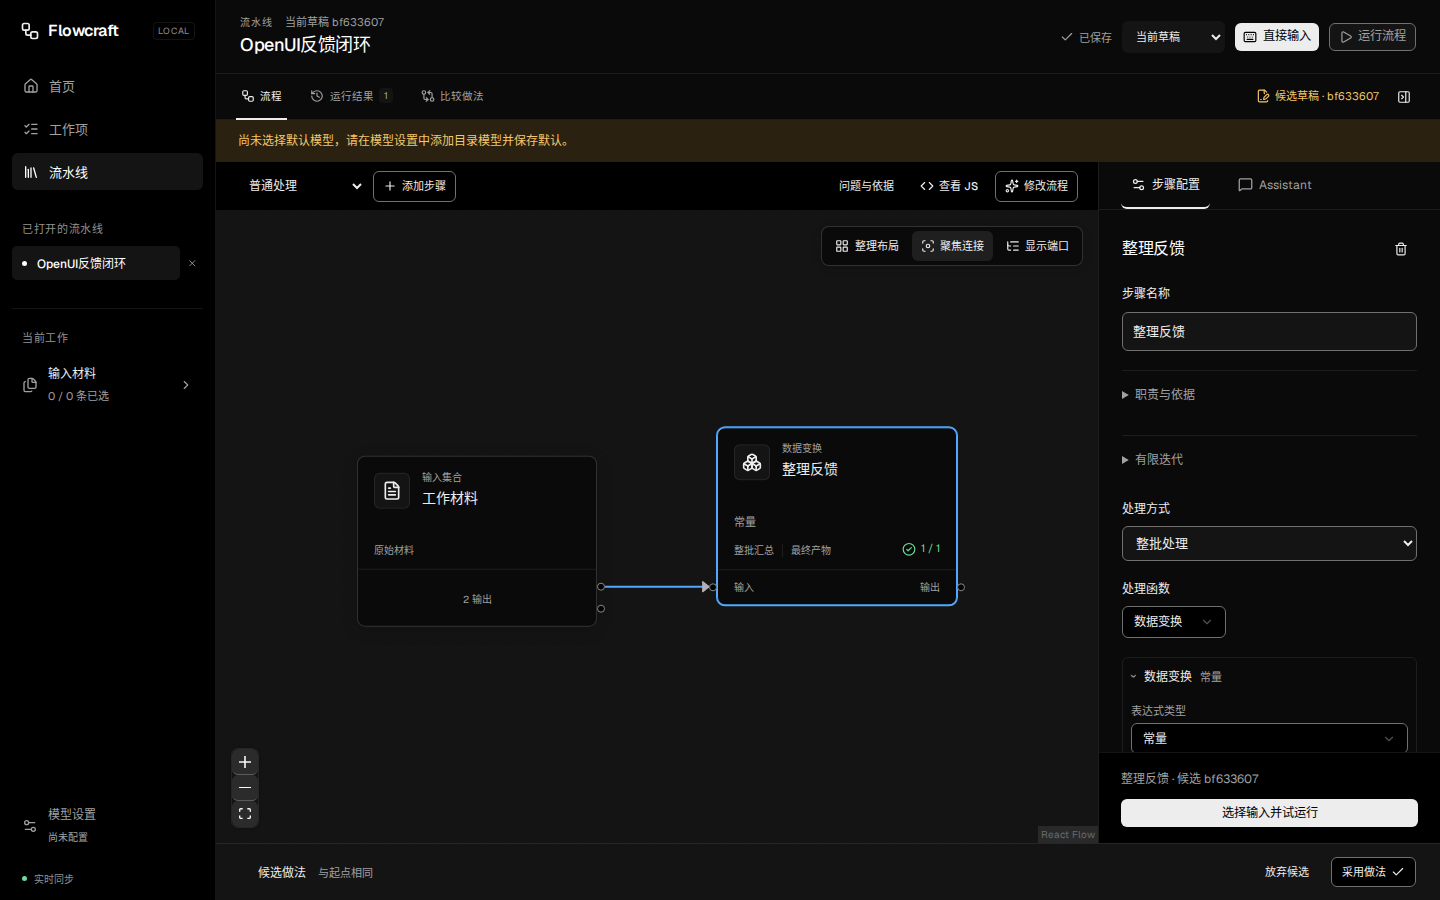 Flowcraft
LOCAL
首页
工作项
流水线
已打开的流水线
OpenUI反馈闭环
当前工作
输入材料
0 / 0 条已选
模型设置
尚未配置
实时同步
流水线 当前草稿 bf633607
OpenUI反馈闭环
已保存
当前草稿
直接输入
运行流程
流程
运行结果 1
比较做法
候选草稿 · bf633607
尚未选择默认模型，请在模型设置中添加目录模型并保存默认。
普通处理
添加步骤
问题与依据
查看 JS
修改流程
整理布局
聚焦连接
显示端口
输入集合
工作材料
原始材料
2 输出
数据变换
整理反馈
常量
整批汇总 最终产物
1 / 1
输入
输出
React Flow
步骤配置
Assistant
整理反馈
步骤名称
整理反馈
职责与依据
有限迭代
处理方式
整批处理
处理函数
数据变换
数据变换 常量
表达式类型
常量
整理反馈 · 候选 bf633607
选择输入并试运行
候选做法 与起点相同
放弃候选
采用做法